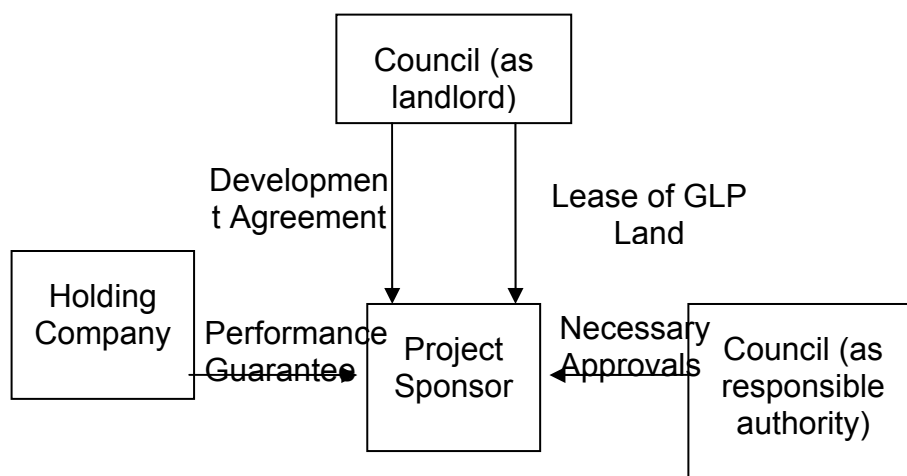 Council (as
landlord)
Developmen
t Agreement
Lease of GLP
Land
Holding
Company
Performance
Guarantee
Project
Sponsor
Necessary
Approvals
Council (as
responsible
authority)